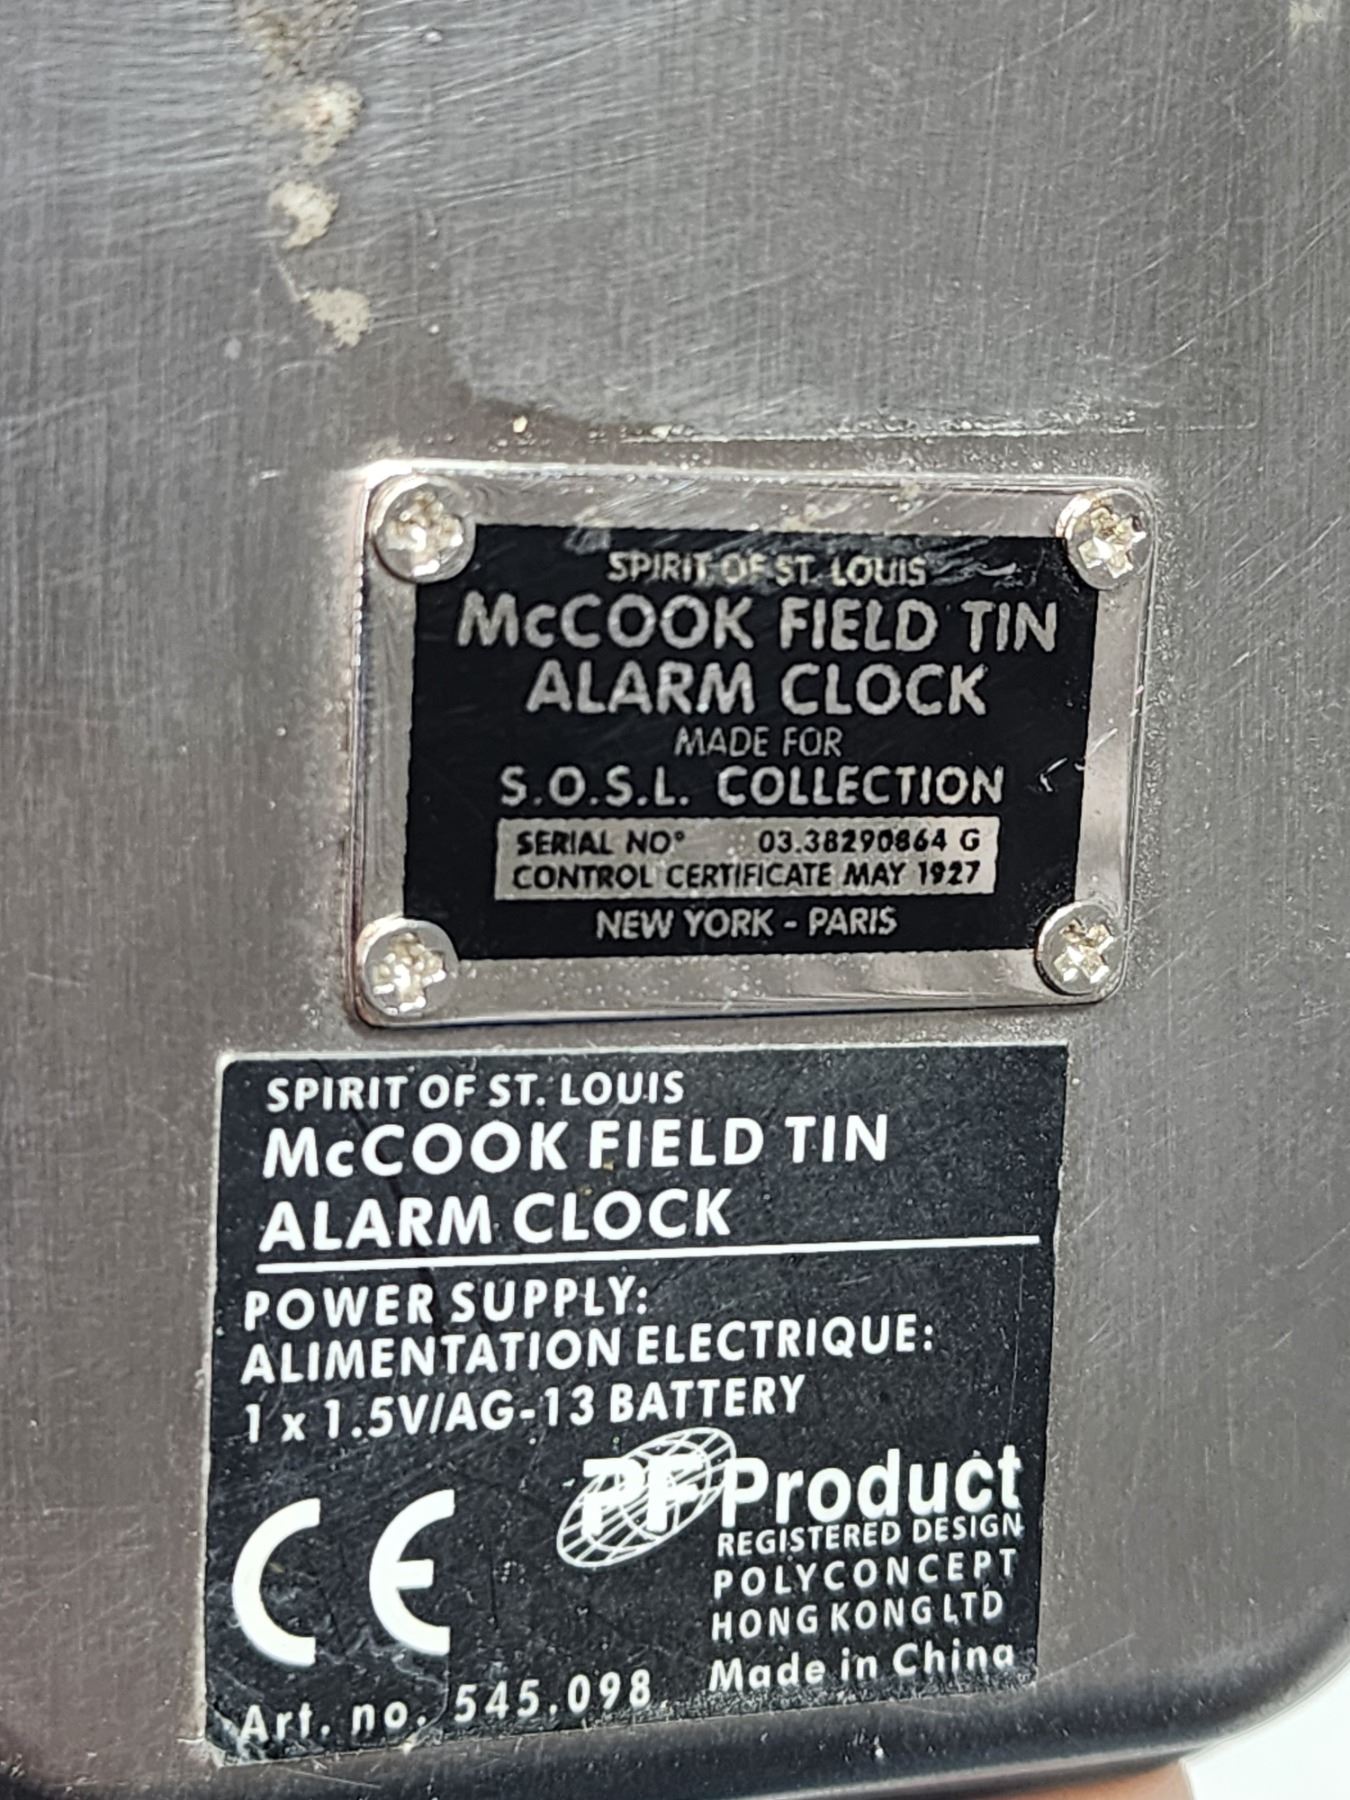 SPIRIT OF ST. LOUIS
McCOOK FIELD TIN
ALARM CLOCK
MADE FOR
S.O.S.L. COLLECTION
SERIAL NO° 03.38290864 G
CONTROL CERTIFICATE MAY 1927
NEW YORK - PARIS
SPIRIT OF ST. LOUIS
McCOOK FIELD TIN
ALARM CLOCK
POWER SUPPLY:
ALIMENTATION ELECTRIQUE:
1 x 1.5V/AG-13 BATTERY
CE
PF Product
REGISTERED DESIGN
POLYCONCEPT
HONG KONG LTD
Made in China
Art. no. 545.098